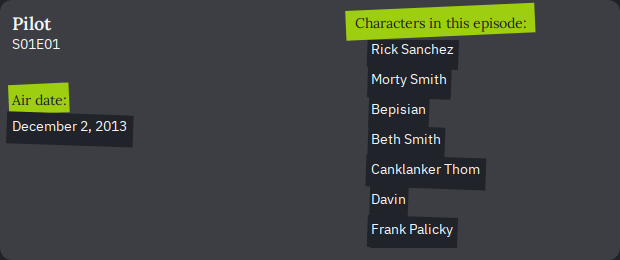 Pilot
S01E01
Air date:
December 2, 2013
Characters in this episode:
Rick Sanchez
Morty Smith
Bepisian
Beth Smith
Canklanker Thom
Davin
Frank Palicky